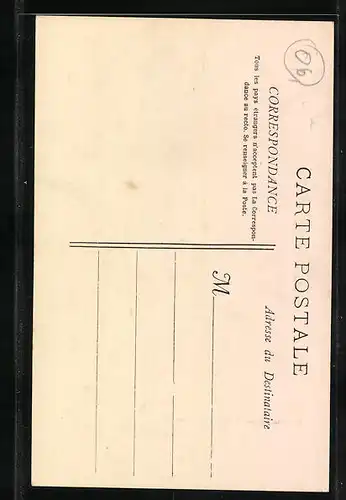 CARTE POSTALE
CORRESPONDANCE
Tous les pays étrangers n'acceptent pas La Correspon-
dance au recto. Se renseigner à la Poste.
Adresse du Destinataire
M
06